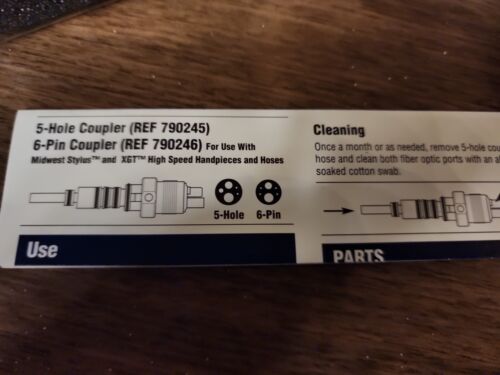 5-Hole Coupler (REF 790245)
6-Pin Coupler (REF 790246) For Use With
Midwest Stylus™ and XGT™ High Speed Handpieces and Hoses
5-Hole 6-Pin
Use
Cleaning
Once a month or as needed, remove 5-hole
hose and clean both fiber optic ports with an
soaked cotton swab.
PARTS